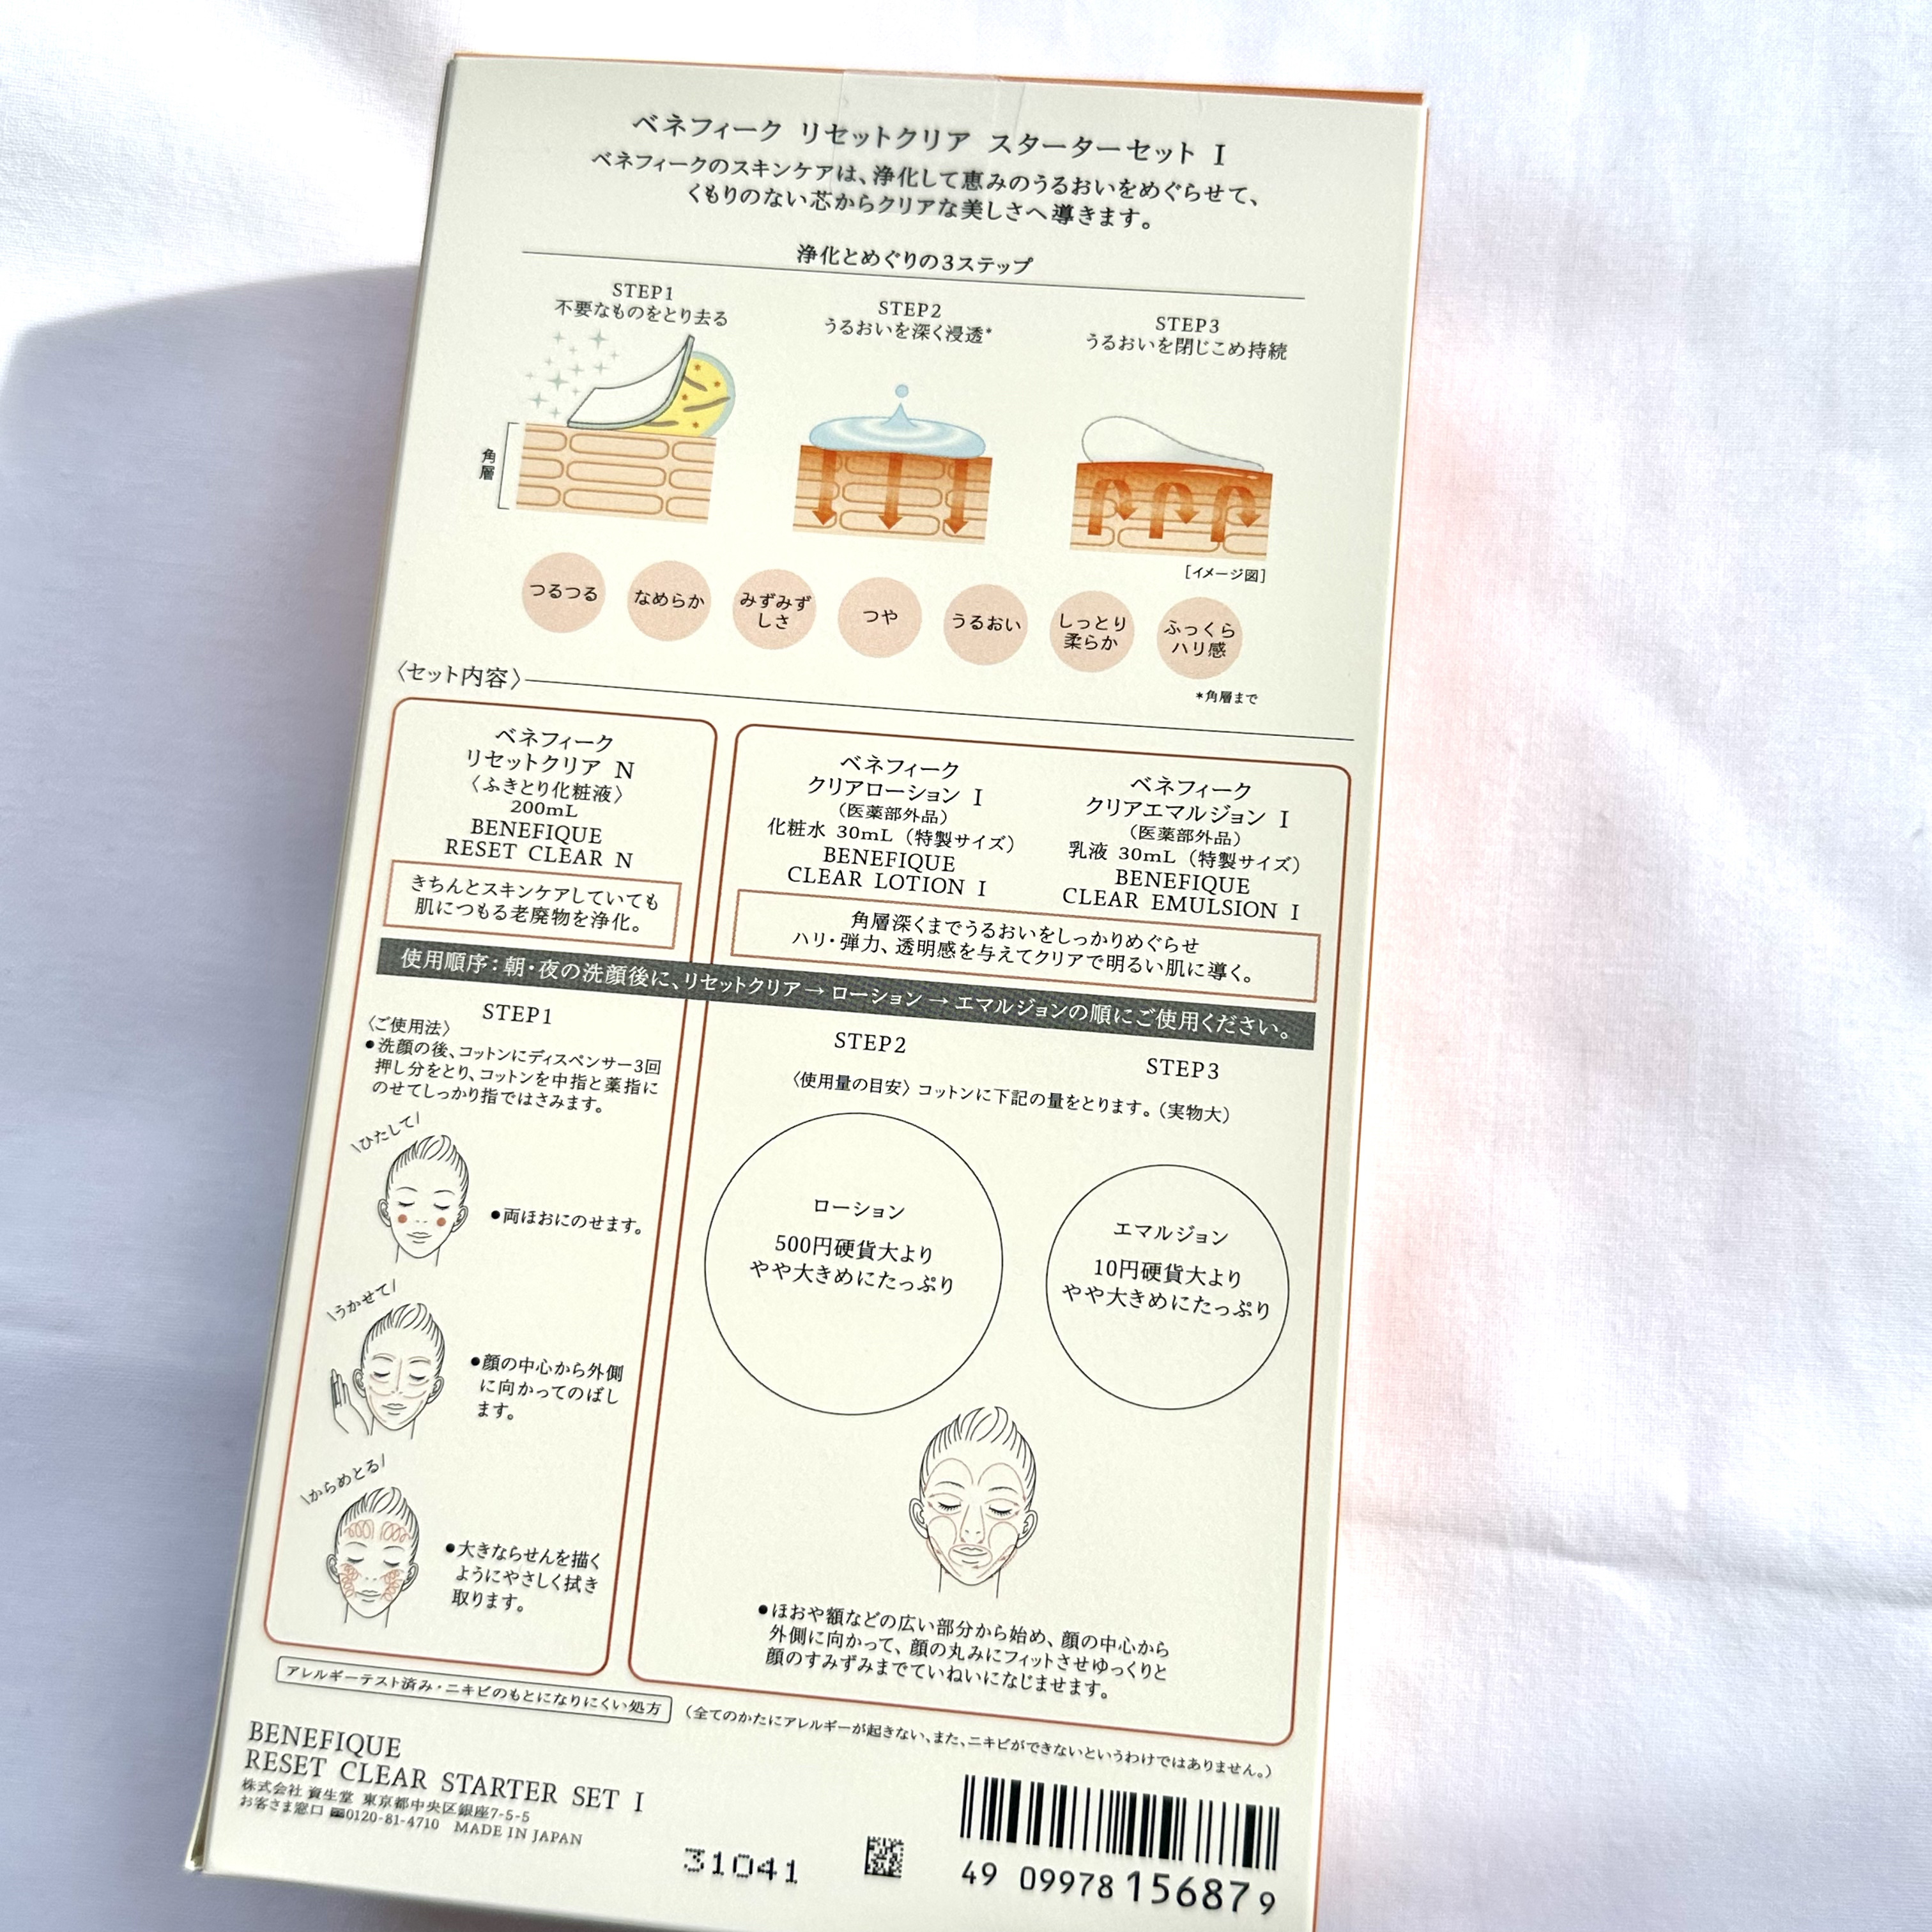 ベネフィーク リセットクリア スターターセット I
ベネフィークのスキンケアは、浄化して恵みのうるおいをめぐらせて、
くもりのない芯からクリアな美しさへ導きます。
浄化とめぐりの3ステップ
STEP1
不要なものをとり去る
STEP2
うるおいを深く浸透*
STEP3
うるおいを閉じこめ持続
角層
[イメージ図]
つるつる
なめらか
みずみず
しさ
つや
うるおい
しっとり
柔らか
ふっくら
ハリ感
*角層まで
〈セット内容〉
ベネフィーク
リセットクリア N
〈ふきとり化粧液〉
200mL
BENEFIQUE
RESET CLEAR N
きちんとスキンケアしていても
肌につもる老廃物を浄化。
ベネフィーク
クリアローション I
(医薬部外品)
化粧水 30mL(特製サイズ)
BENEFIQUE
CLEAR LOTION I
ベネフィーク
クリアエマルジョン I
(医薬部外品)
乳液 30mL(特製サイズ)
BENEFIQUE
CLEAR EMULSION I
角層深くまでうるおいをしっかりめぐらせ
ハリ・弾力、透明感を与えてクリアで明るい肌に導く。
使用順序:朝・夜の洗顔後に、リセットクリア→ローション→エマルジョンの順にご使用ください。
STEP1
〈ご使用法〉
●洗顔の後、コットンにディスペンサー3回
押し分をとり、コットンを中指と薬指に
のせてしっかり指ではさみます。
\ひたして/
●両ほおにのせます。
\うかせて/
●顔の中心から外側
に向かってのばし
ます。
\からめとる/
●大きならせんを描く
ようにやさしく拭き
取ります。
STEP2
STEP3
〈使用量の目安〉コットンに下記の量をとります。(実物大)
ローション
500円硬貨大より
やや大きめにたっぷり
エマルジョン
10円硬貨大より
やや大きめにたっぷり
●ほおや額などの広い部分から始め、顔の中心から
外側に向かって、顔の丸みにフィットさせゆっくりと
顔のすみずみまでていねいになじませます。
アレルギーテスト済み・ニキビのもとになりにくい処方
(全てのかたにアレルギーが起きない、また、ニキビができないというわけではありません。)
BENEFIQUE
RESET CLEAR STARTER SET I
株式会社 資生堂 東京都中央区銀座7-5-5
お客さま窓口 0120-81-4710 MADE IN JAPAN
31041
49 09978 15687 9